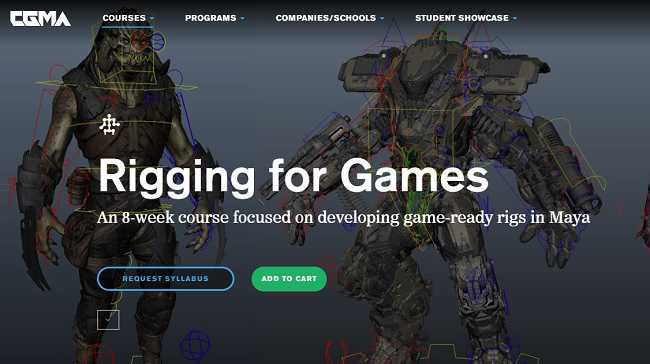 CGMA
COURSES
PROGRAMS
COMPANIES/SCHOOLS
STUDENT SHOWCASE
Rigging for Games
An 8-week course focused on developing game-ready rigs in Maya
REQUEST SYLLABUS
ADD TO CART